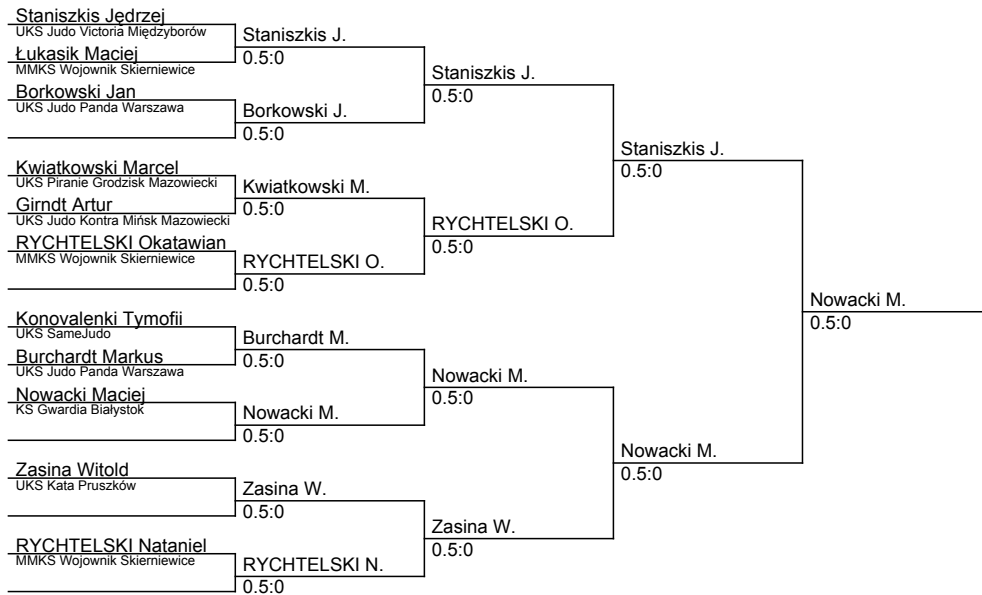 Staniszkis Jędrzej
UKS Judo Victoria Międzyborów
Łukasik Maciej
MMKS Wojownik Skierniewice
Borkowski Jan
UKS Judo Panda Warszawa
Kwiatkowski Marcel
UKS Piranie Grodzisk Mazowiecki
Girndt Artur
UKS Judo Kontra Mińsk Mazowiecki
RYCHTELSKI Okatawian
MMKS Wojownik Skierniewice
Konovalenki Tymofii
UKS SameJudo
Burchardt Markus
UKS Judo Panda Warszawa
Nowacki Maciej
KS Gwardia Białystok
Zasina Witold
UKS Kata Pruszków
RYCHTELSKI Nataniel
MMKS Wojownik Skierniewice
Staniszkis J.
0.5:0
Borkowski J.
0.5:0
Kwiatkowski M.
0.5:0
RYCHTELSKI O.
0.5:0
Burchardt M.
0.5:0
Nowacki M.
0.5:0
Zasina W.
0.5:0
RYCHTELSKI N.
0.5:0
Staniszkis J.
0.5:0
RYCHTELSKI O.
0.5:0
Nowacki M.
0.5:0
Zasina W.
0.5:0
Staniszkis J.
0.5:0
Nowacki M.
0.5:0
Nowacki M.
0.5:0